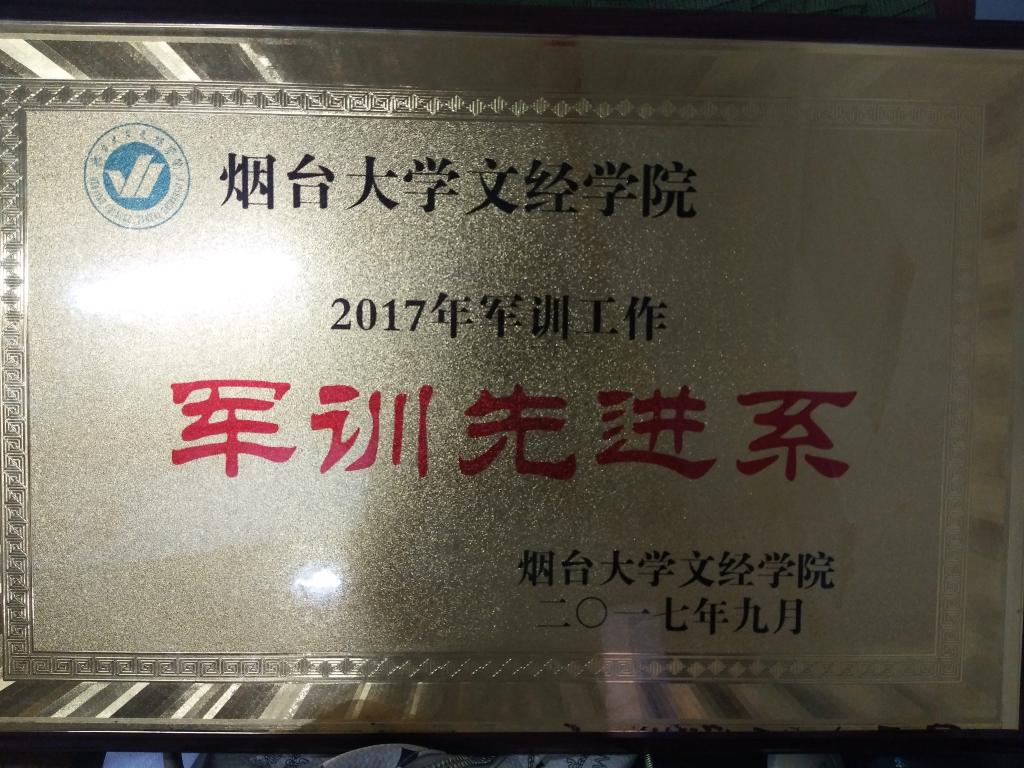 烟台大学文经学院
2017年军训工作
军训先进系
烟台大学文经学院
二〇一七年九月